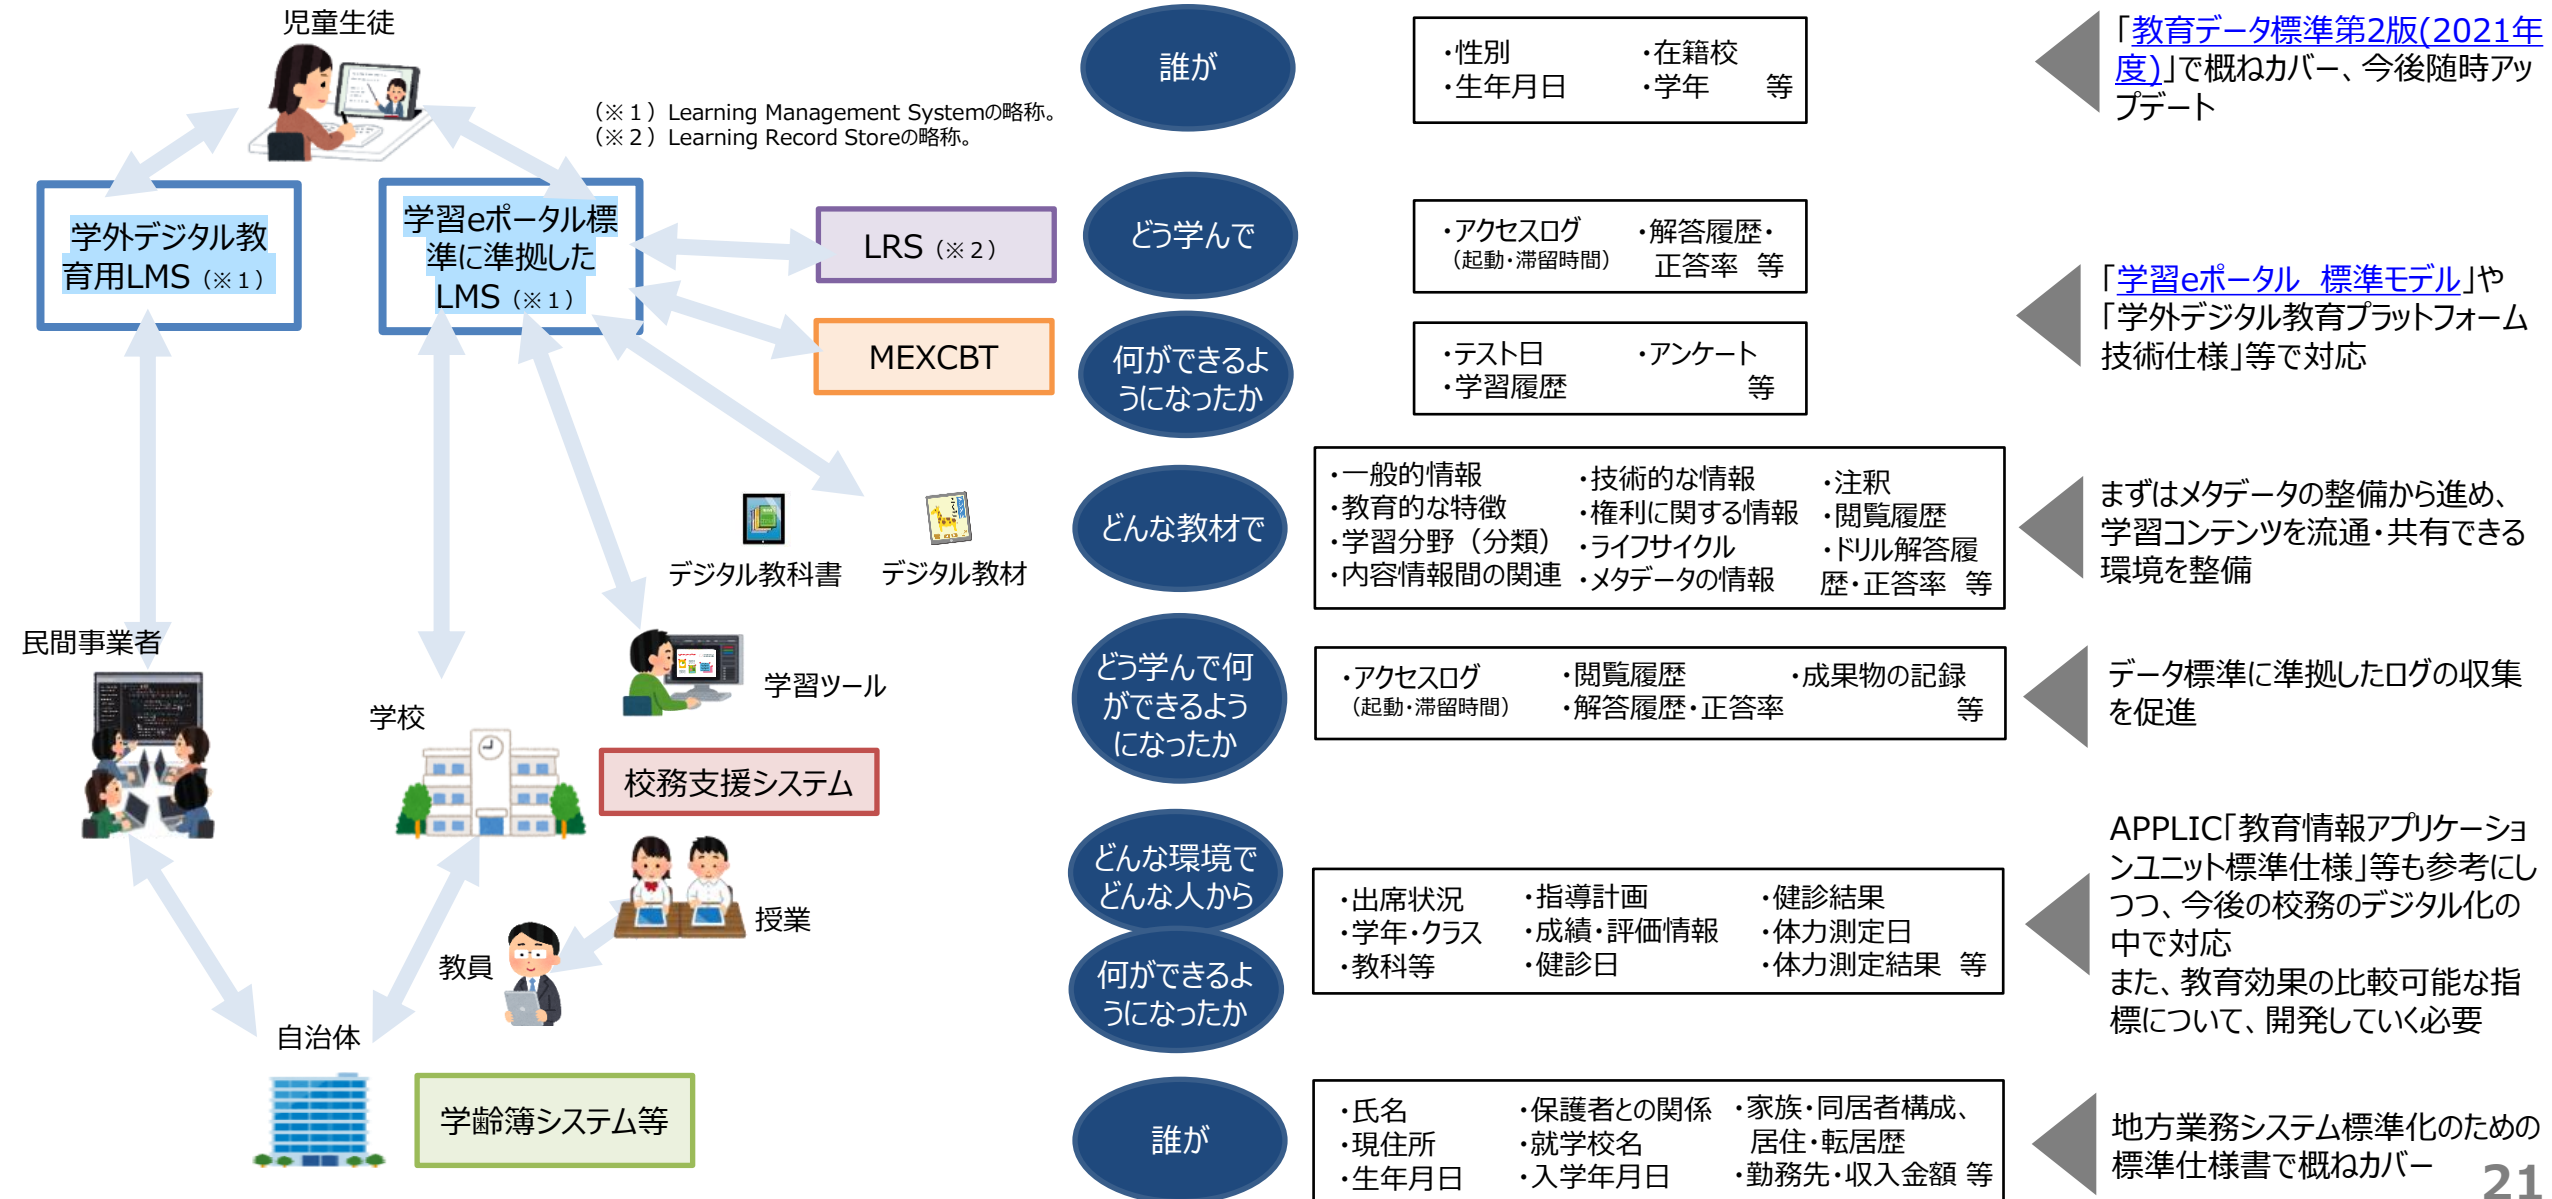 児童生徒
（※１）Learning Management Systemの略称。
（※２）Learning Record Storeの略称。
学外デジタル教
育用LMS（※１）
学習eポータル標
準に準拠した
LMS（※１）
LRS（※２）
MEXCBT
デジタル教科書
デジタル教材
民間事業者
学習ツール
学校
校務支援システム
授業
教員
自治体
学齢簿システム等
誰が
・性別
・在籍校
・生年月日
・学年　等
「教育データ標準第2版(2021年
度)」で概ねカバー、今後随時アッ
プデート
どう学んで
・アクセスログ
（起動・滞留時間）
・解答履歴・
正答率　等
何ができるよ
うになったか
・テスト日
・アンケート
・学習履歴
等
「学習eポータル　標準モデル」や
「学外デジタル教育プラットフォーム
技術仕様」等で対応
どんな教材で
・一般的情報
・教育的な特徴
・学習分野（分類）
・内容情報間の関連
・技術的な情報
・権利に関する情報
・ライフサイクル
・メタデータの情報
・注釈
・閲覧履歴
・ドリル解答履
歴・正答率　等
まずはメタデータの整備から進め、
学習コンテンツを流通・共有できる
環境を整備
どう学んで何
ができるよう
になったか
・アクセスログ
（起動・滞留時間）
・閲覧履歴
・解答履歴・正答率
・成果物の記録
等
データ標準に準拠したログの収集
を促進
どんな環境で
どんな人から
何ができるよ
うになったか
・出席状況
・学年・クラス
・教科等
・指導計画
・成績・評価情報
・健診日
・健診結果
・体力測定日
・体力測定結果　等
APPLIC「教育情報アプリケーショ
ンユニット標準仕様」等も参考にし
つつ、今後の校務のデジタル化の
中で対応
また、教育効果の比較可能な指
標について、開発していく必要
誰が
・氏名
・現住所
・生年月日
・保護者との関係
・就学校名
・入学年月日
・家族・同居者構成、
居住・転居歴
・勤務先・収入金額 等
地方業務システム標準化のための
標準仕様書で概ねカバー
21